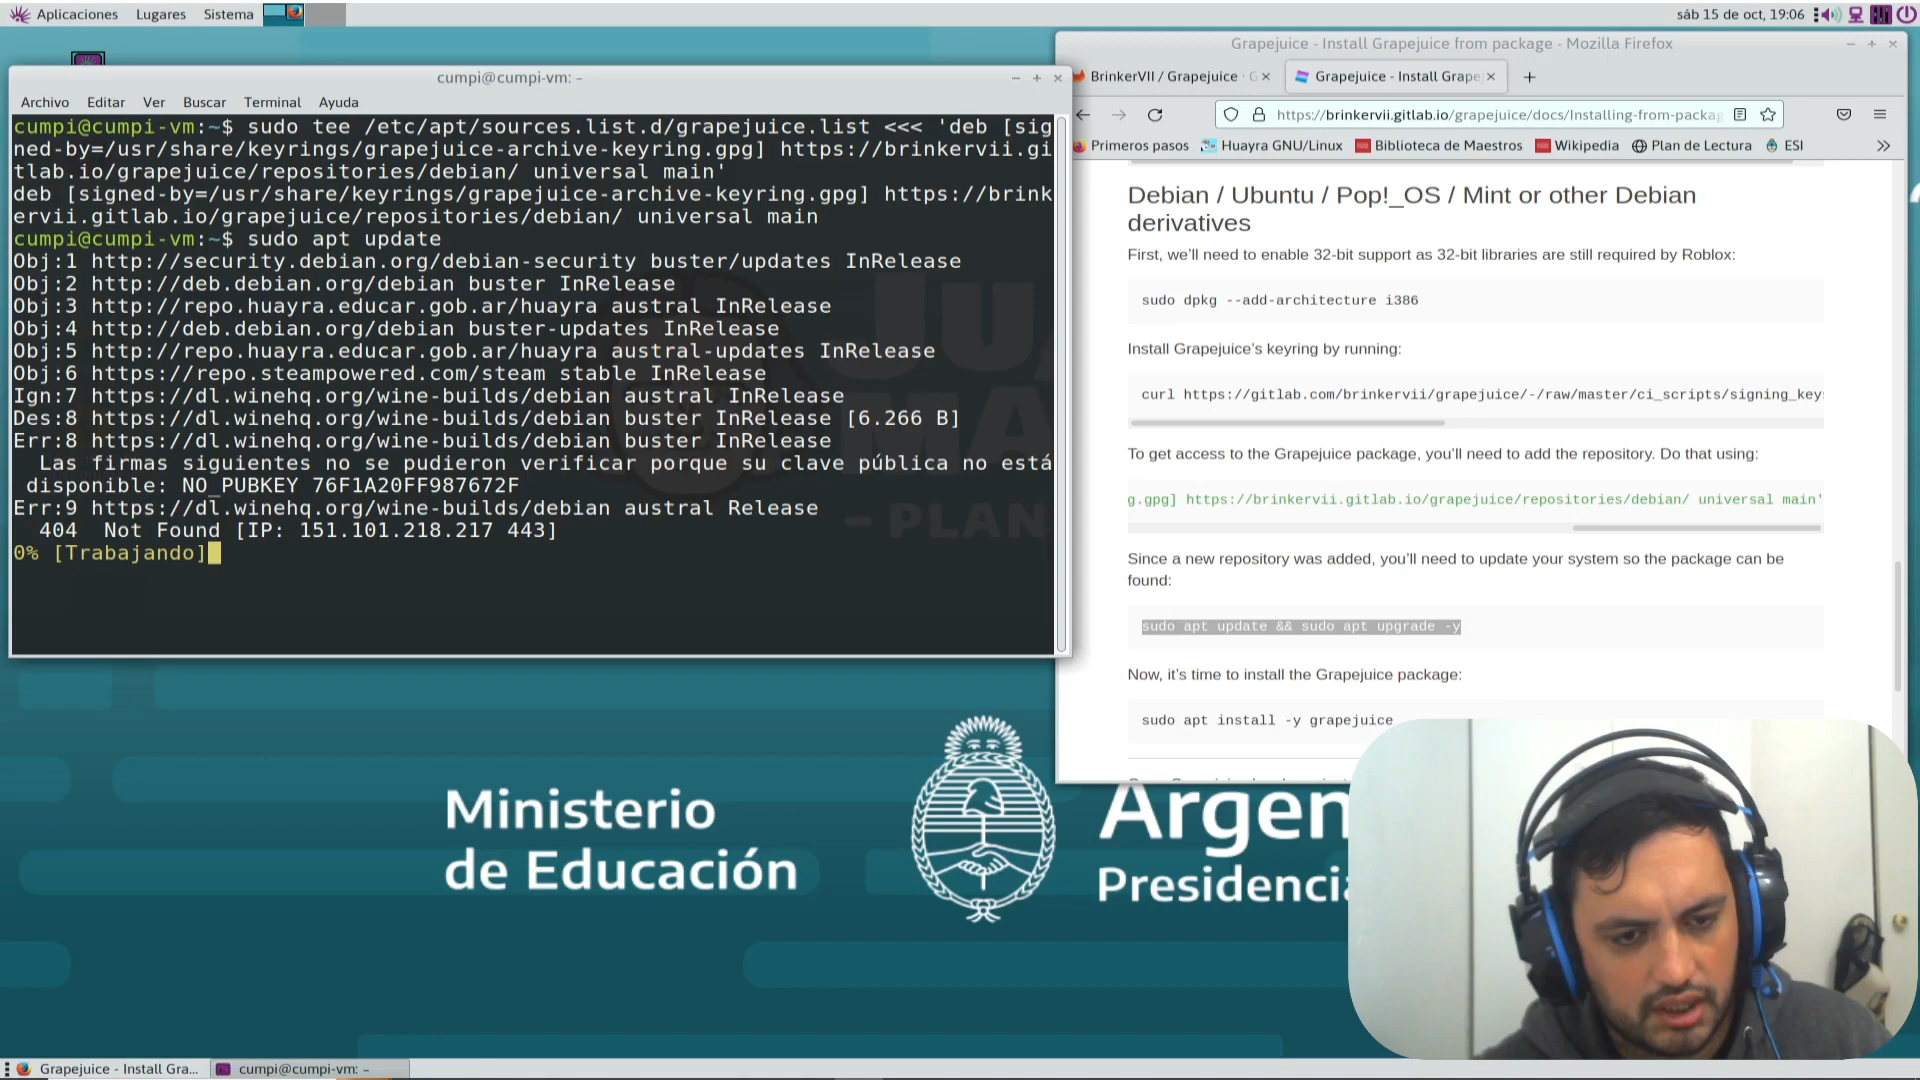 Aplicaciones Lugares Sistema
sáb 15 de oct, 19:06
cumpi@cumpi-vm: ~
Archivo Editar Ver Buscar Terminal Ayuda
cumpi@cumpi-vm:~$ sudo tee /etc/apt/sources.list.d/grapejuice.list <<< 'deb [sig
ned-by=/usr/share/keyrings/grapejuice-archive-keyring.gpg] https://brinkervii.gi
tlab.io/grapejuice/repositories/debian/ universal main'
deb [signed-by=/usr/share/keyrings/grapejuice-archive-keyring.gpg] https://brink
ervii.gitlab.io/grapejuice/repositories/debian/ universal main
cumpi@cumpi-vm:~$ sudo apt update
Obj:1 http://security.debian.org/debian-security buster/updates InRelease
Obj:2 http://deb.debian.org/debian buster InRelease
Obj:3 http://repo.huayra.educar.gob.ar/huayra austral InRelease
Obj:4 http://deb.debian.org/debian buster-updates InRelease
Obj:5 http://repo.huayra.educar.gob.ar/huayra austral-updates InRelease
Obj:6 https://repo.steampowered.com/steam stable InRelease
Ign:7 https://dl.winehq.org/wine-builds/debian austral InRelease
Des:8 https://dl.winehq.org/wine-builds/debian buster InRelease [6.266 B]
Err:8 https://dl.winehq.org/wine-builds/debian buster InRelease
Las firmas siguientes no se pudieron verificar porque su clave pública no está
disponible: NO_PUBKEY 76F1A20FF987672F
Err:9 https://dl.winehq.org/wine-builds/debian austral Release
404 Not Found [IP: 151.101.218.217 443]
0% [Trabajando]
Grapejuice - Install Grapejuice from package - Mozilla Firefox
BrinkerVII / Grapejuice · G
Grapejuice - Install Grape
https://brinkervii.gitlab.io/grapejuice/docs/Installing-from-packag
Primeros pasos Huayra GNU/Linux Biblioteca de Maestros Wikipedia Plan de Lectura ESI
Debian / Ubuntu / Pop!_OS / Mint or other Debian
derivatives
First, we'll need to enable 32-bit support as 32-bit libraries are still required by Roblox:
sudo dpkg --add-architecture i386
Install Grapejuice's keyring by running:
curl https://gitlab.com/brinkervii/grapejuice/-/raw/master/ci_scripts/signing_key
To get access to the Grapejuice package, you'll need to add the repository. Do that using:
g.gpg] https://brinkervii.gitlab.io/grapejuice/repositories/debian/ universal main'
Since a new repository was added, you'll need to update your system so the package can be
found:
sudo apt update && sudo apt upgrade -y
Now, it's time to install the Grapejuice package:
sudo apt install -y grapejuice
Ministerio
de Educación
Argen
Presidencia
Grapejuice - Install Gra...
cumpi@cumpi-vm: ~